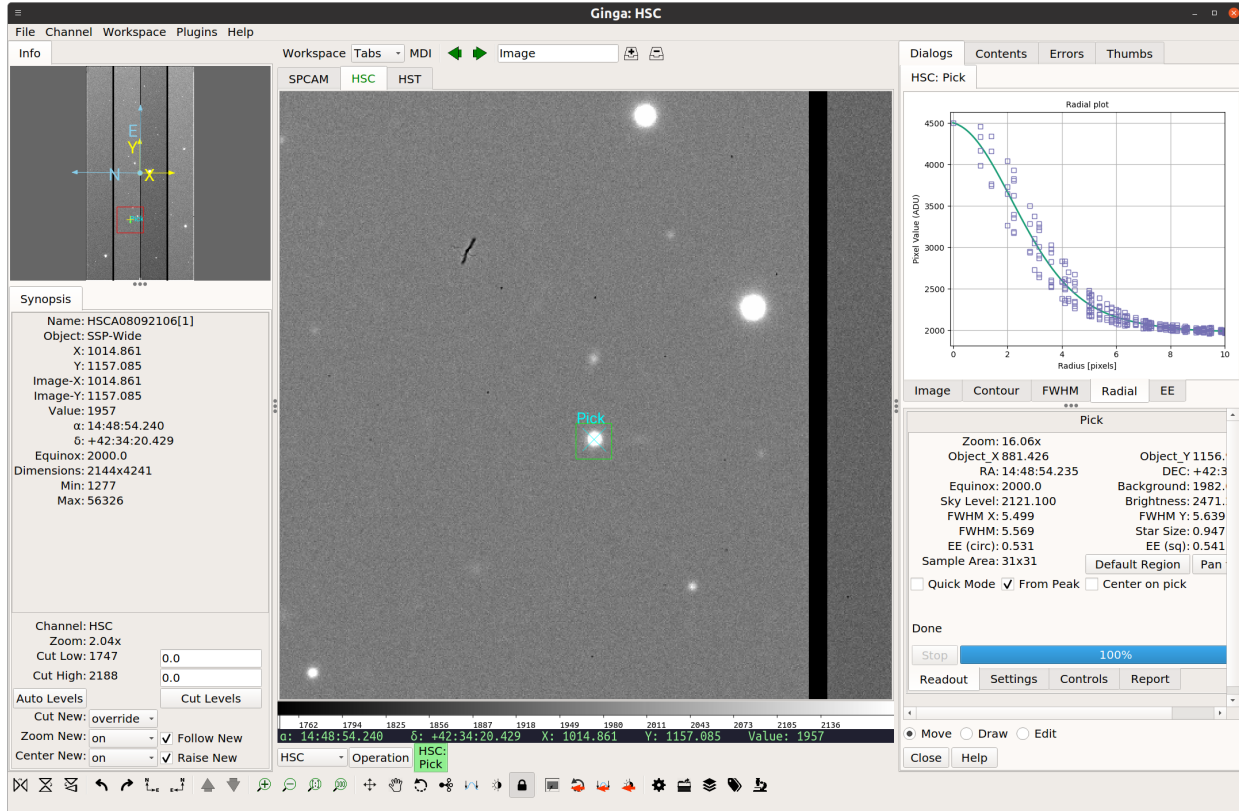 Ginga: HSC
File Channel Workspace Plugins Help
Info
E
Y
N
X
Synopsis
Name: HSCA08092106[1]
Object: SSP-Wide
X: 1014.861
Y: 1157.085
Image-X: 1014.861
Image-Y: 1157.085
Value: 1957
α: 14:48:54.240
δ: +42:34:20.429
Equinox: 2000.0
Dimensions: 2144x4241
Min: 1277
Max: 56326
Channel: HSC
Zoom: 2.04x
Cut Low: 1747 0.0
Cut High: 2188 0.0
Auto Levels Cut Levels
Cut New: override
Zoom New: on Follow New
Center New: on Raise New
Workspace Tabs MDI Image
SPCAM HSC HST
Pick
1762 1794 1825 1856 1887 1918 1949 1980 2011 2043 2073 2105 2136
α: 14:48:54.240 δ: +42:34:20.429 X: 1014.861 Y: 1157.085 Value: 1957
HSC Operation HSC: Pick
Dialogs Contents Errors Thumbs
HSC: Pick
Radial plot
4500
4000
3500
3000
2500
2000
Pixel Value (ADU)
0 2 4 6 8 10
Radius [pixels]
Image Contour FWHM Radial EE
Pick
Zoom: 16.06x
Object_X 881.426 Object_Y 1156.
RA: 14:48:54.235 DEC: +42:3
Equinox: 2000.0 Background: 1982.
Sky Level: 2121.100 Brightness: 2471.
FWHM X: 5.499 FWHM Y: 5.639
FWHM: 5.569 Star Size: 0.947
EE (circ): 0.531 EE (sq): 0.541
Sample Area: 31x31 Default Region Pan
Quick Mode From Peak Center on pick
Done
Stop 100%
Readout Settings Controls Report
Move Draw Edit
Close Help